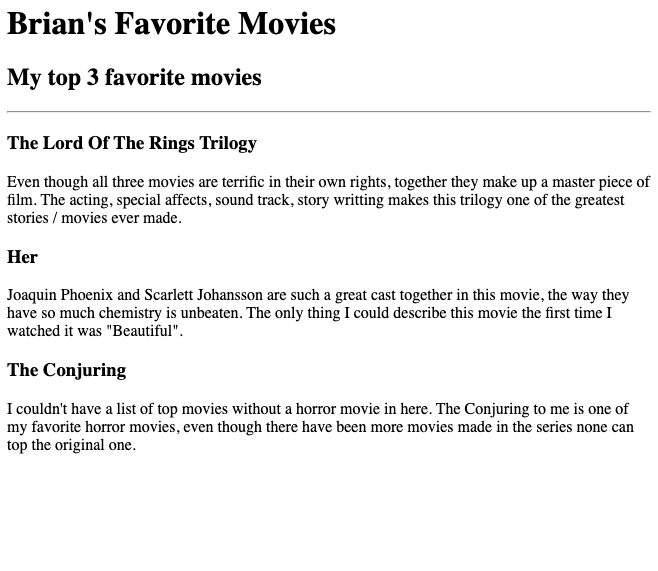 Brian's Favorite Movies
My top 3 favorite movies
The Lord Of The Rings Trilogy
Even though all three movies are terrific in their own rights, together they make up a master piece of
film. The acting, special affects, sound track, story writting makes this trilogy one of the greatest
stories / movies ever made.
Her
Joaquin Phoenix and Scarlett Johansson are such a great cast together in this movie, the way they
have so much chemistry is unbeaten. The only thing I could describe this movie the first time I
watched it was "Beautiful".
The Conjuring
I couldn't have a list of top movies without a horror movie in here. The Conjuring to me is one of
my favorite horror movies, even though there have been more movies made in the series none can
top the original one.